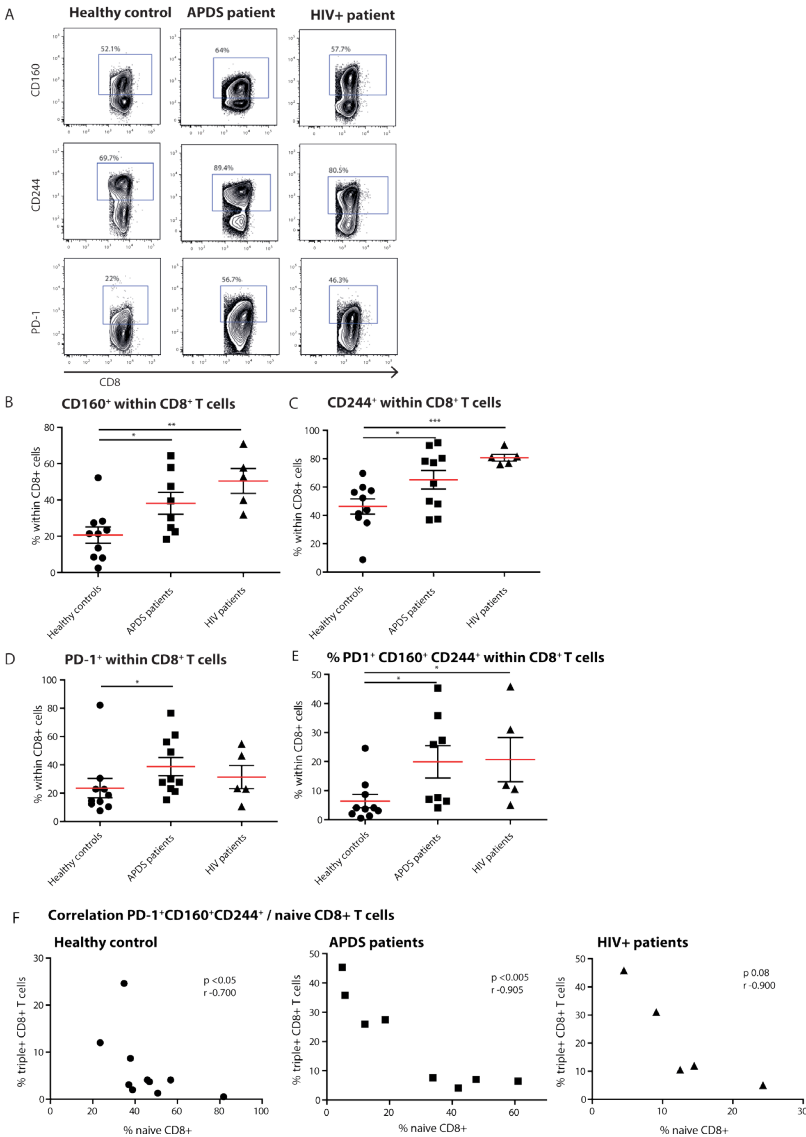 A
Healthy control APDS patient HIV+ patient
CD160
52.1% 64% 57.7%
CD244
69.7% 89.4% 80.5%
PD-1
22% 56.7% 46.3%
CD8
B
CD160+ within CD8+ T cells
% within CD8+ cells
80
60
40
20
0
**
*
Healthy controls
APDS patients
HIV patients
C
CD244+ within CD8+ T cells
% within CD8+ cells
100
80
60
40
20
0
***
*
Healthy controls
APDS patients
HIV patients
D
PD-1+ within CD8+ T cells
% within CD8+ cells
100
80
60
40
20
0
*
Healthy controls
APDS patients
HIV patients
E
% PD1+ CD160+ CD244+ within CD8+ T cells
% within CD8+ cells
50
40
30
20
10
0
*
*
Healthy controls
APDS patients
HIV patients
F
Correlation PD-1+CD160+CD244+ / naive CD8+ T cells
Healthy control
% triple+ CD8+ T cells
30
20
10
0
p <0.05
r -0.700
0 20 40 60 80 100
% naive CD8+
APDS patients
% triple+ CD8+ T cells
50
40
30
20
10
0
p <0.005
r -0.905
0 20 40 60
% naive CD8+
HIV+ patients
% triple+ CD8+ T cells
50
40
30
20
10
0
p 0.08
r -0.900
0 10 20 30
% naive CD8+